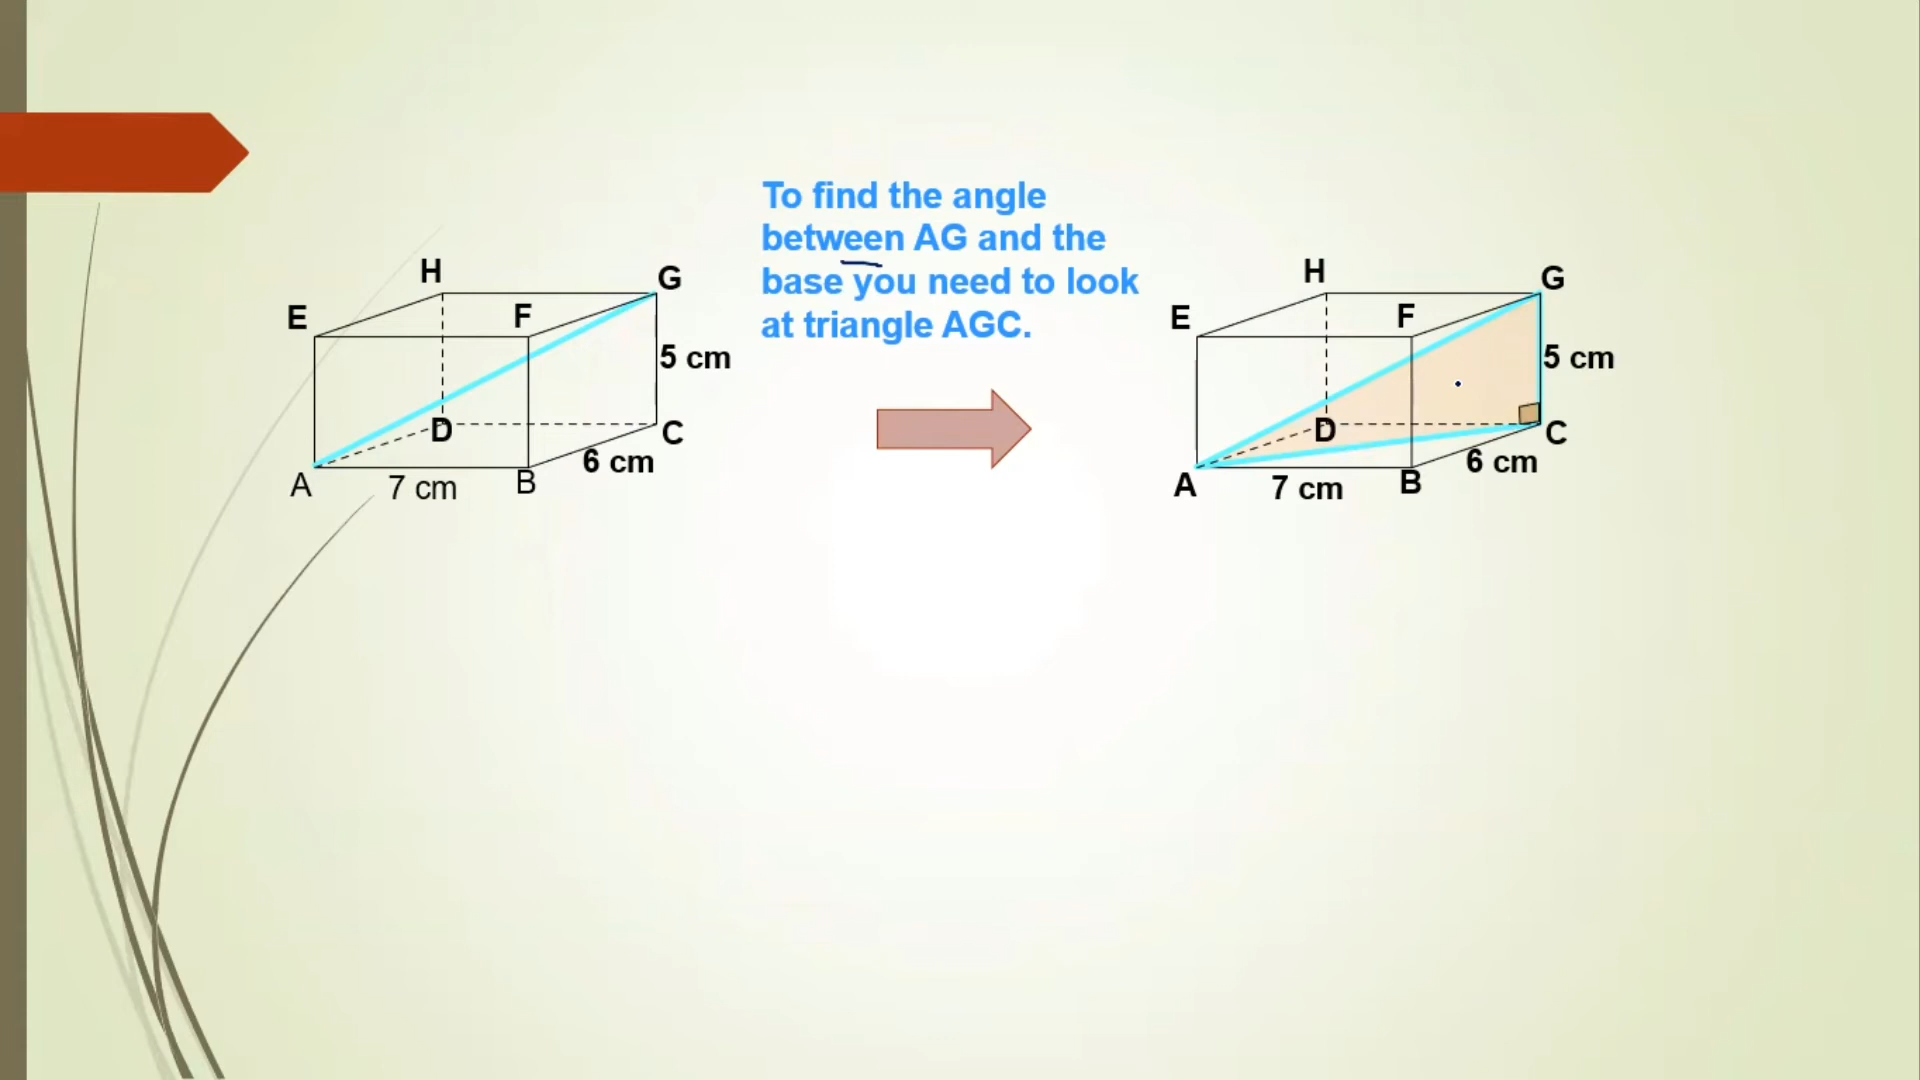 To find the angle
between AG and the
base you need to look
at triangle AGC.
H
G
E
F
5 cm
D
C
6 cm
A
7 cm
B
H
G
E
F
5 cm
D
C
6 cm
A
7 cm
B